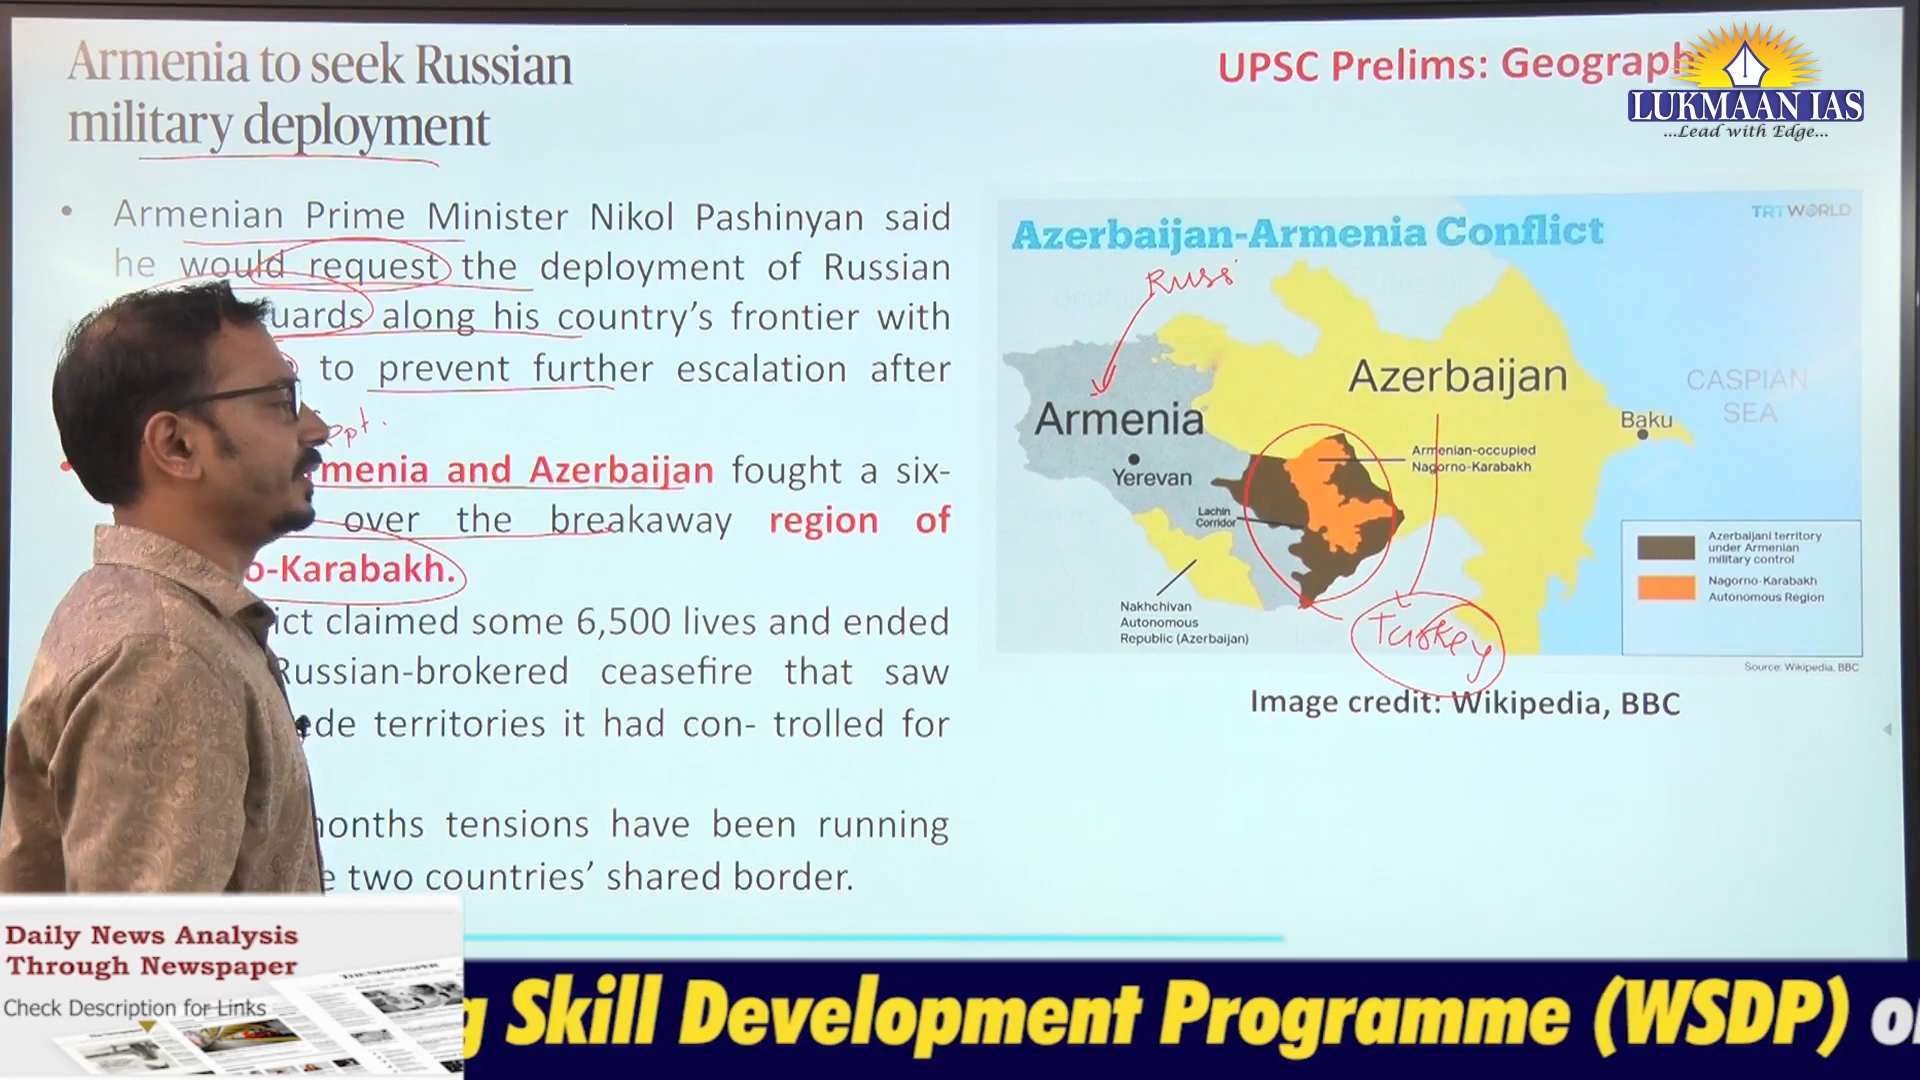 Armenia to seek Russian
military deployment
UPSC Prelims: Geograph
LUKMAAN IAS
...Lead with Edge...
• Armenian Prime Minister Nikol Pashinyan said
he would request the deployment of Russian
uards along his country's frontier with
to prevent further escalation after
ppt.
menia and Azerbaijan fought a six-
over the breakaway region of
o-Karabakh.
ict claimed some 6,500 lives and ended
Russian-brokered ceasefire that saw
ede territories it had con- trolled for
months tensions have been running
e two countries' shared border.
TRT WORLD
Azerbaijan-Armenia Conflict
Russ
Azerbaijan
CASPIAN
SEA
Armenia
Baku
Yerevan
Armenian-occupied
Nagorno-Karabakh
Lachin
Corridor
Azerbaijani territory
under Armenian
military control
Nagorno-Karabakh
Autonomous Region
Nakhchivan
Autonomous
Republic (Azerbaijan)
Turkey
Source: Wikipedia, BBC
Image credit: Wikipedia, BBC
Daily News Analysis
Through Newspaper
Check Description for Links
g Skill Development Programme (WSDP) o